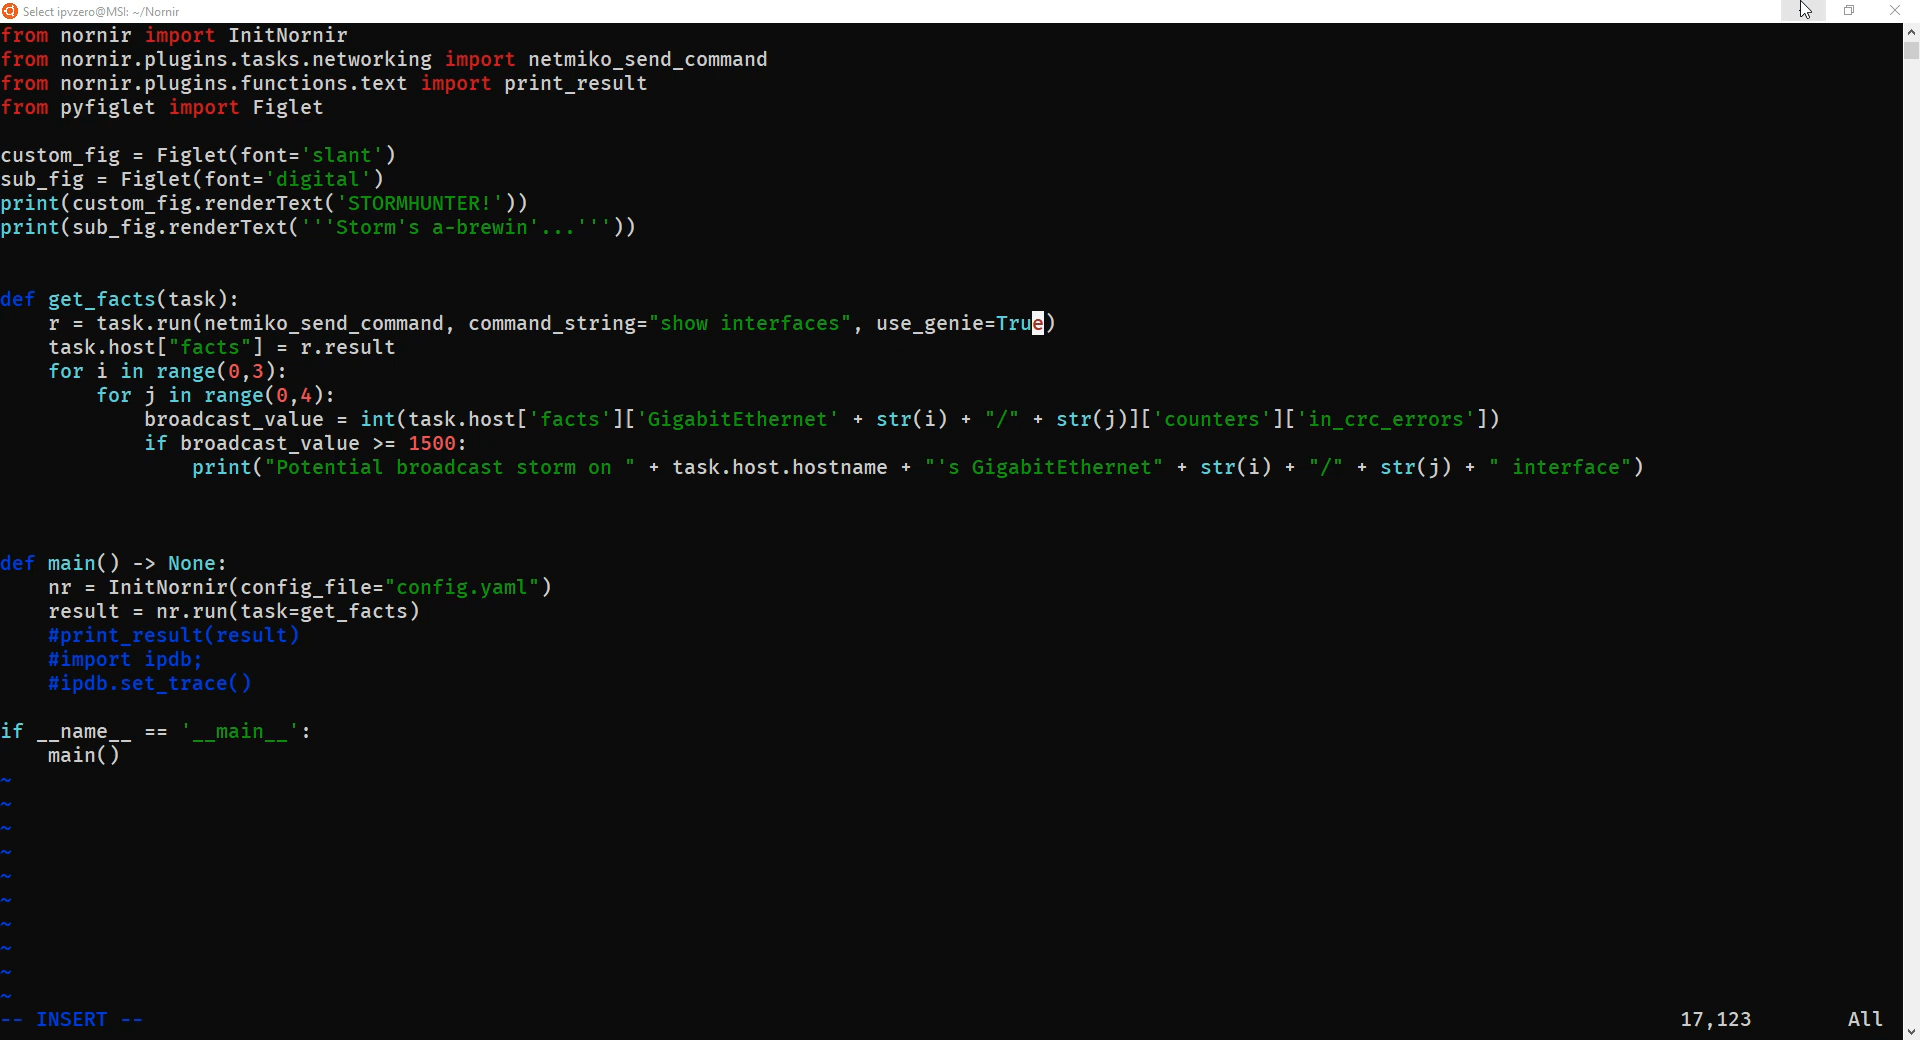 Select ipvzero@MSI: ~/Nornir
from nornir import InitNornir
from nornir.plugins.tasks.networking import netmiko_send_command
from nornir.plugins.functions.text import print_result
from pyfiglet import Figlet
custom_fig = Figlet(font='slant')
sub_fig = Figlet(font='digital')
print(custom_fig.renderText('STORMHUNTER!'))
print(sub_fig.renderText('''Storm's a-brewin'...'''))
def get_facts(task):
    r = task.run(netmiko_send_command, command_string="show interfaces", use_genie=True)
    task.host["facts"] = r.result
    for i in range(0,3):
        for j in range(0,4):
            broadcast_value = int(task.host['facts']['GigabitEthernet' + str(i) + "/" + str(j)]['counters']['in_crc_errors'])
            if broadcast_value >= 1500:
                print("Potential broadcast storm on " + task.host.hostname + "'s GigabitEthernet" + str(i) + "/" + str(j) + " interface")
def main() -> None:
    nr = InitNornir(config_file="config.yaml")
    result = nr.run(task=get_facts)
    #print_result(result)
    #import ipdb;
    #ipdb.set_trace()
if __name__ == '__main__':
    main()
~
~
~
~
~
~
~
~
~
~
-- INSERT -- 17,123 All